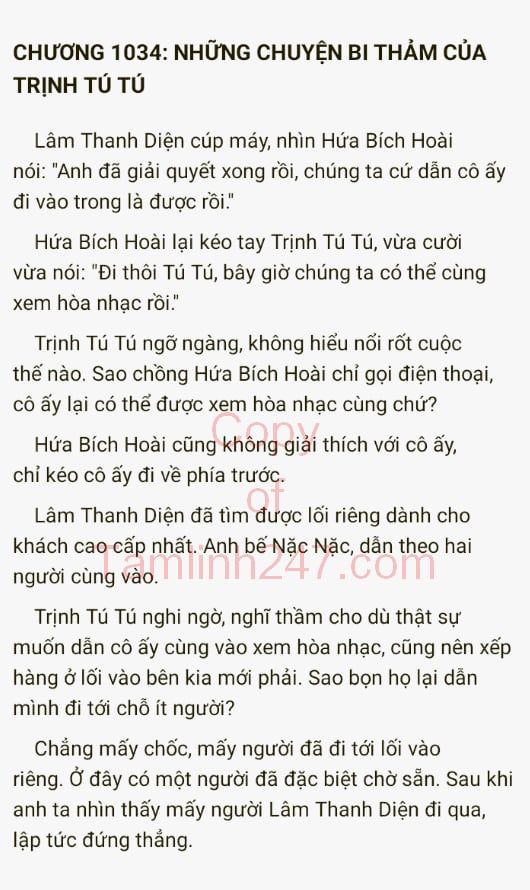 CHƯƠNG 1034: NHỮNG CHUYỆN BI THẢM CỦA
TRỊNH TÚ TÚ
Lâm Thanh Diện cúp máy, nhìn Hứa Bích Hoài
nói: "Anh đã giải quyết xong rồi, chúng ta cứ dẫn cô ấy
đi vào trong là được rồi."
Hứa Bích Hoài lại kéo tay Trịnh Tú Tú, vừa cười
vừa nói: "Đi thôi Tú Tú, bây giờ chúng ta có thể cùng
xem hòa nhạc rồi."
Trịnh Tú Tú ngỡ ngàng, không hiểu nổi rốt cuộc
thế nào. Sao chồng Hứa Bích Hoài chỉ gọi điện thoại,
cô ấy lại có thể được xem hòa nhạc cùng chứ?
Hứa Bích Hoài cũng không giải thích với cô ấy,
chỉ kéo cô ấy đi về phía trước.
Lâm Thanh Diện đã tìm được lối riêng dành cho
khách cao cấp nhất. Anh bế Nặc Nặc, dẫn theo hai
người cùng vào.
Trịnh Tú Tú nghi ngờ, nghĩ thầm cho dù thật sự
muốn dẫn cô ấy cùng vào xem hòa nhạc, cũng nên xếp
hàng ở lối vào bên kia mới phải. Sao bọn họ lại dẫn
mình đi tới chỗ ít người?
Chẳng mấy chốc, mấy người đã đi tới lối vào
riêng. Ở đây có một người đã đặc biệt chờ sẵn. Sau khi
anh ta nhìn thấy mấy người Lâm Thanh Diện đi qua,
lập tức đứng thẳng.
Copy
of
Tamlinh247.com